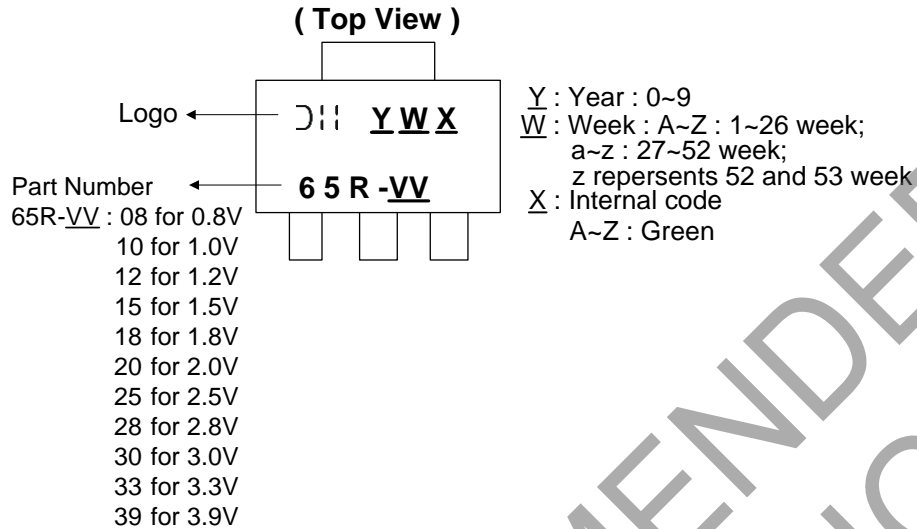 ( Top View )
Logo
YWX
65R-VV
Y : Year : 0~9
W : Week : A~Z : 1~26 week;
a~z : 27~52 week;
z repersents 52 and 53 week
X : Internal code
A~Z : Green
Part Number
65R-VV : 08 for 0.8V
10 for 1.0V
12 for 1.2V
15 for 1.5V
18 for 1.8V
20 for 2.0V
25 for 2.5V
28 for 2.8V
30 for 3.0V
33 for 3.3V
39 for 3.9V